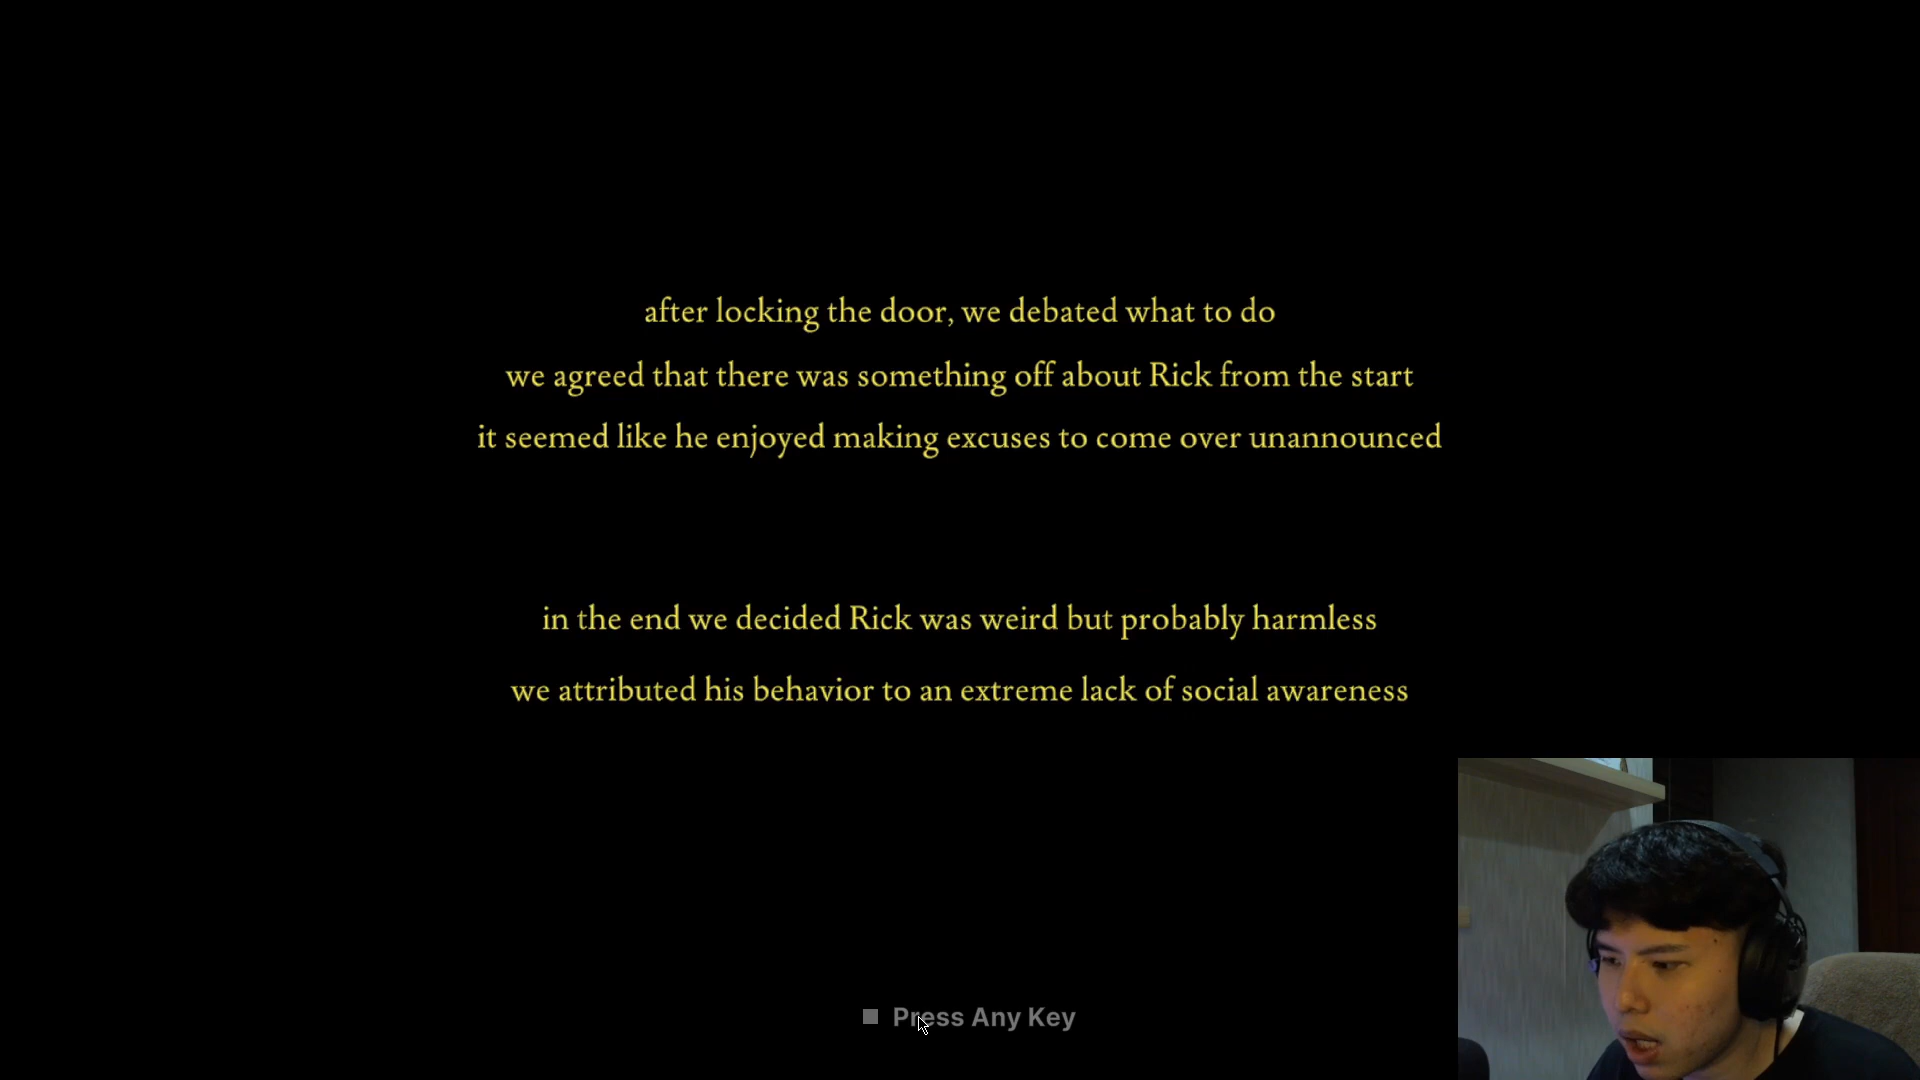 after locking the door, we debated what to do
we agreed that there was something off about Rick from the start
it seemed like he enjoyed making excuses to come over unannounced
in the end we decided Rick was weird but probably harmless
we attributed his behavior to an extreme lack of social awareness
Press Any Key